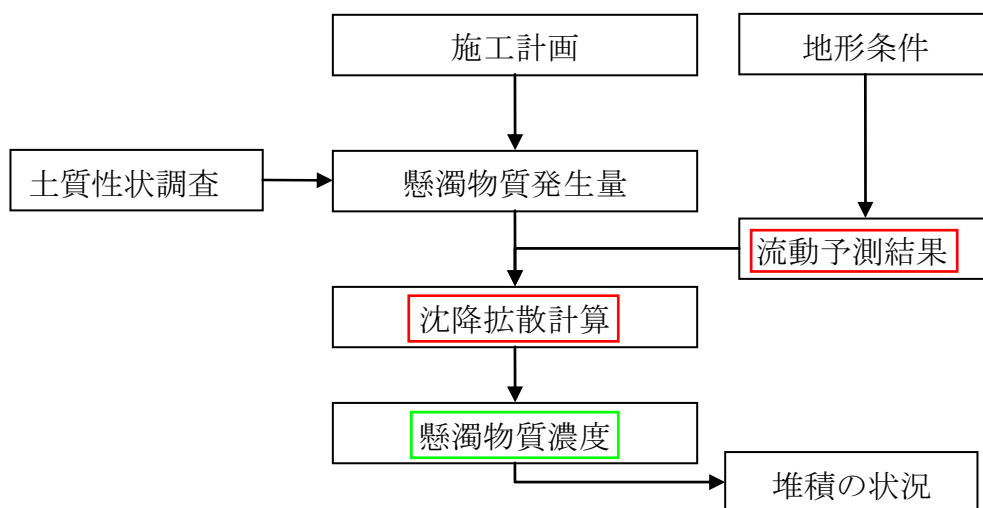 施工計画
地形条件
土質性状調査
懸濁物質発生量
流動予測結果
沈降拡散計算
懸濁物質濃度
堆積の状況